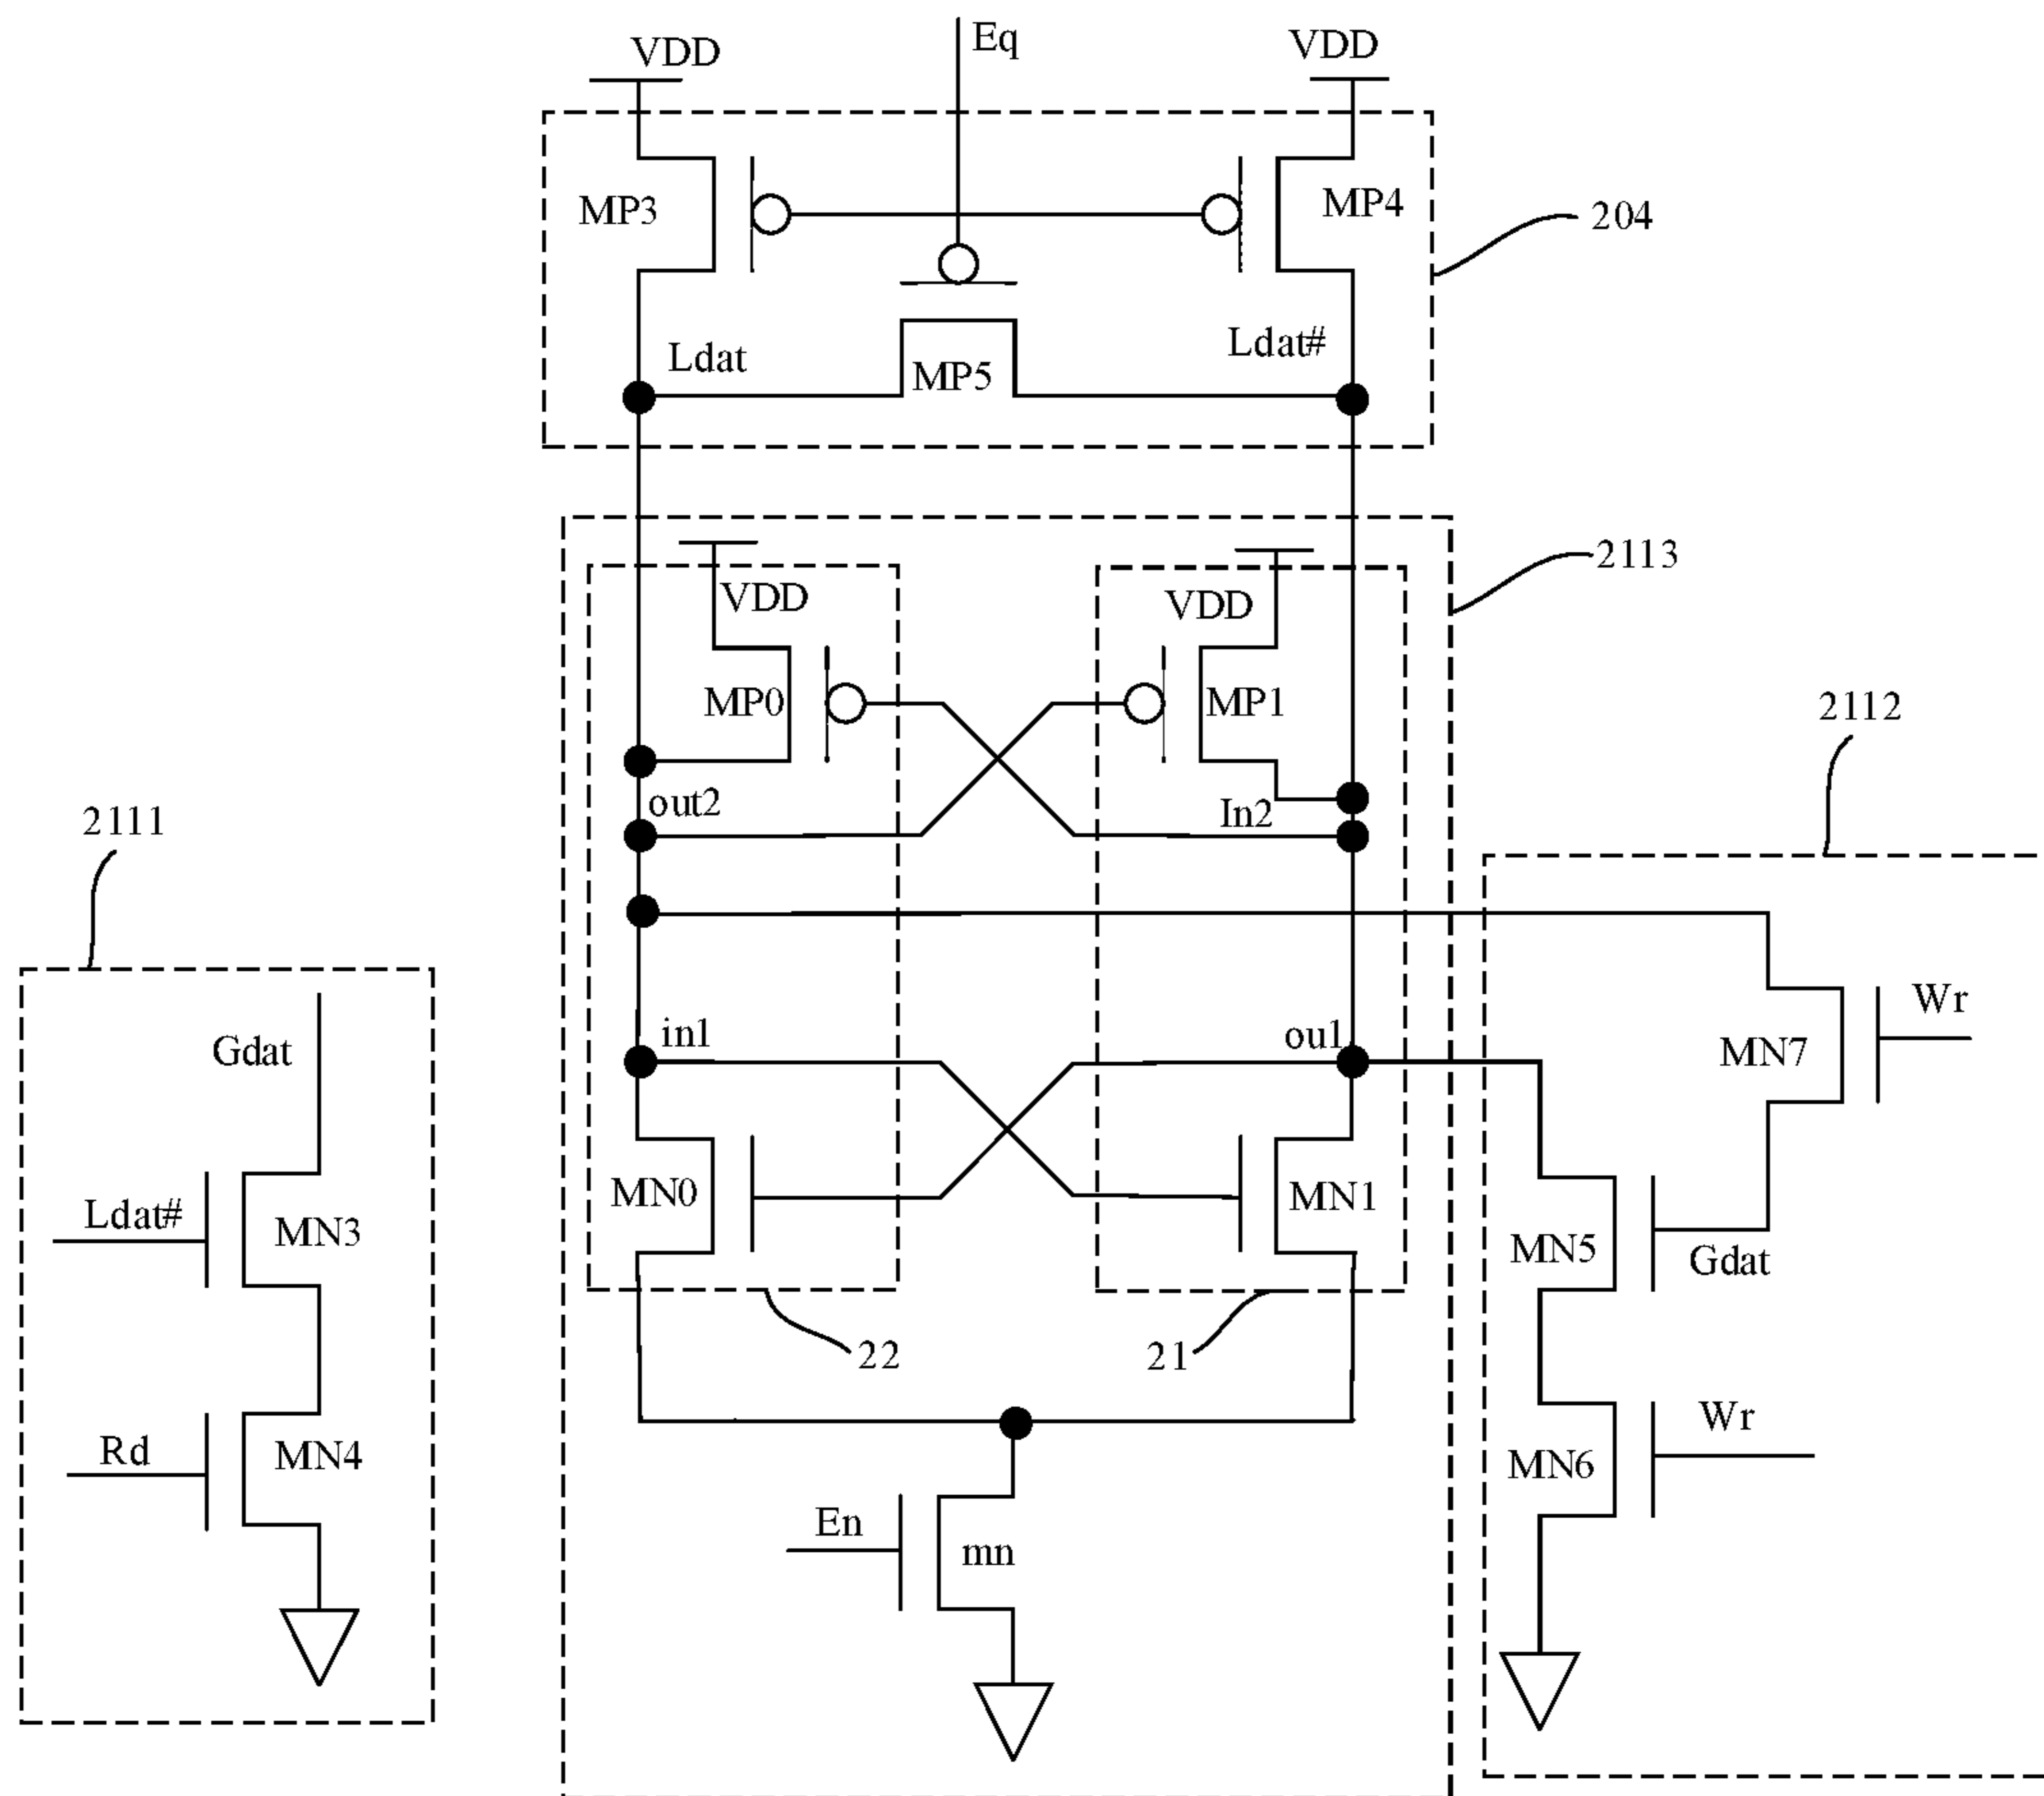 VDD
Eq
VDD
MP3
MP4
204
Ldat
MP5
Ldat#
2113
VDD
VDD
MP0
MP1
2112
out2
In2
2111
in1
ou1
Wr
Gdat
MN7
Ldat#
MN3
MN0
MN1
MN5
Gdat
22
21
Rd
MN4
Wr
MN6
En
mn